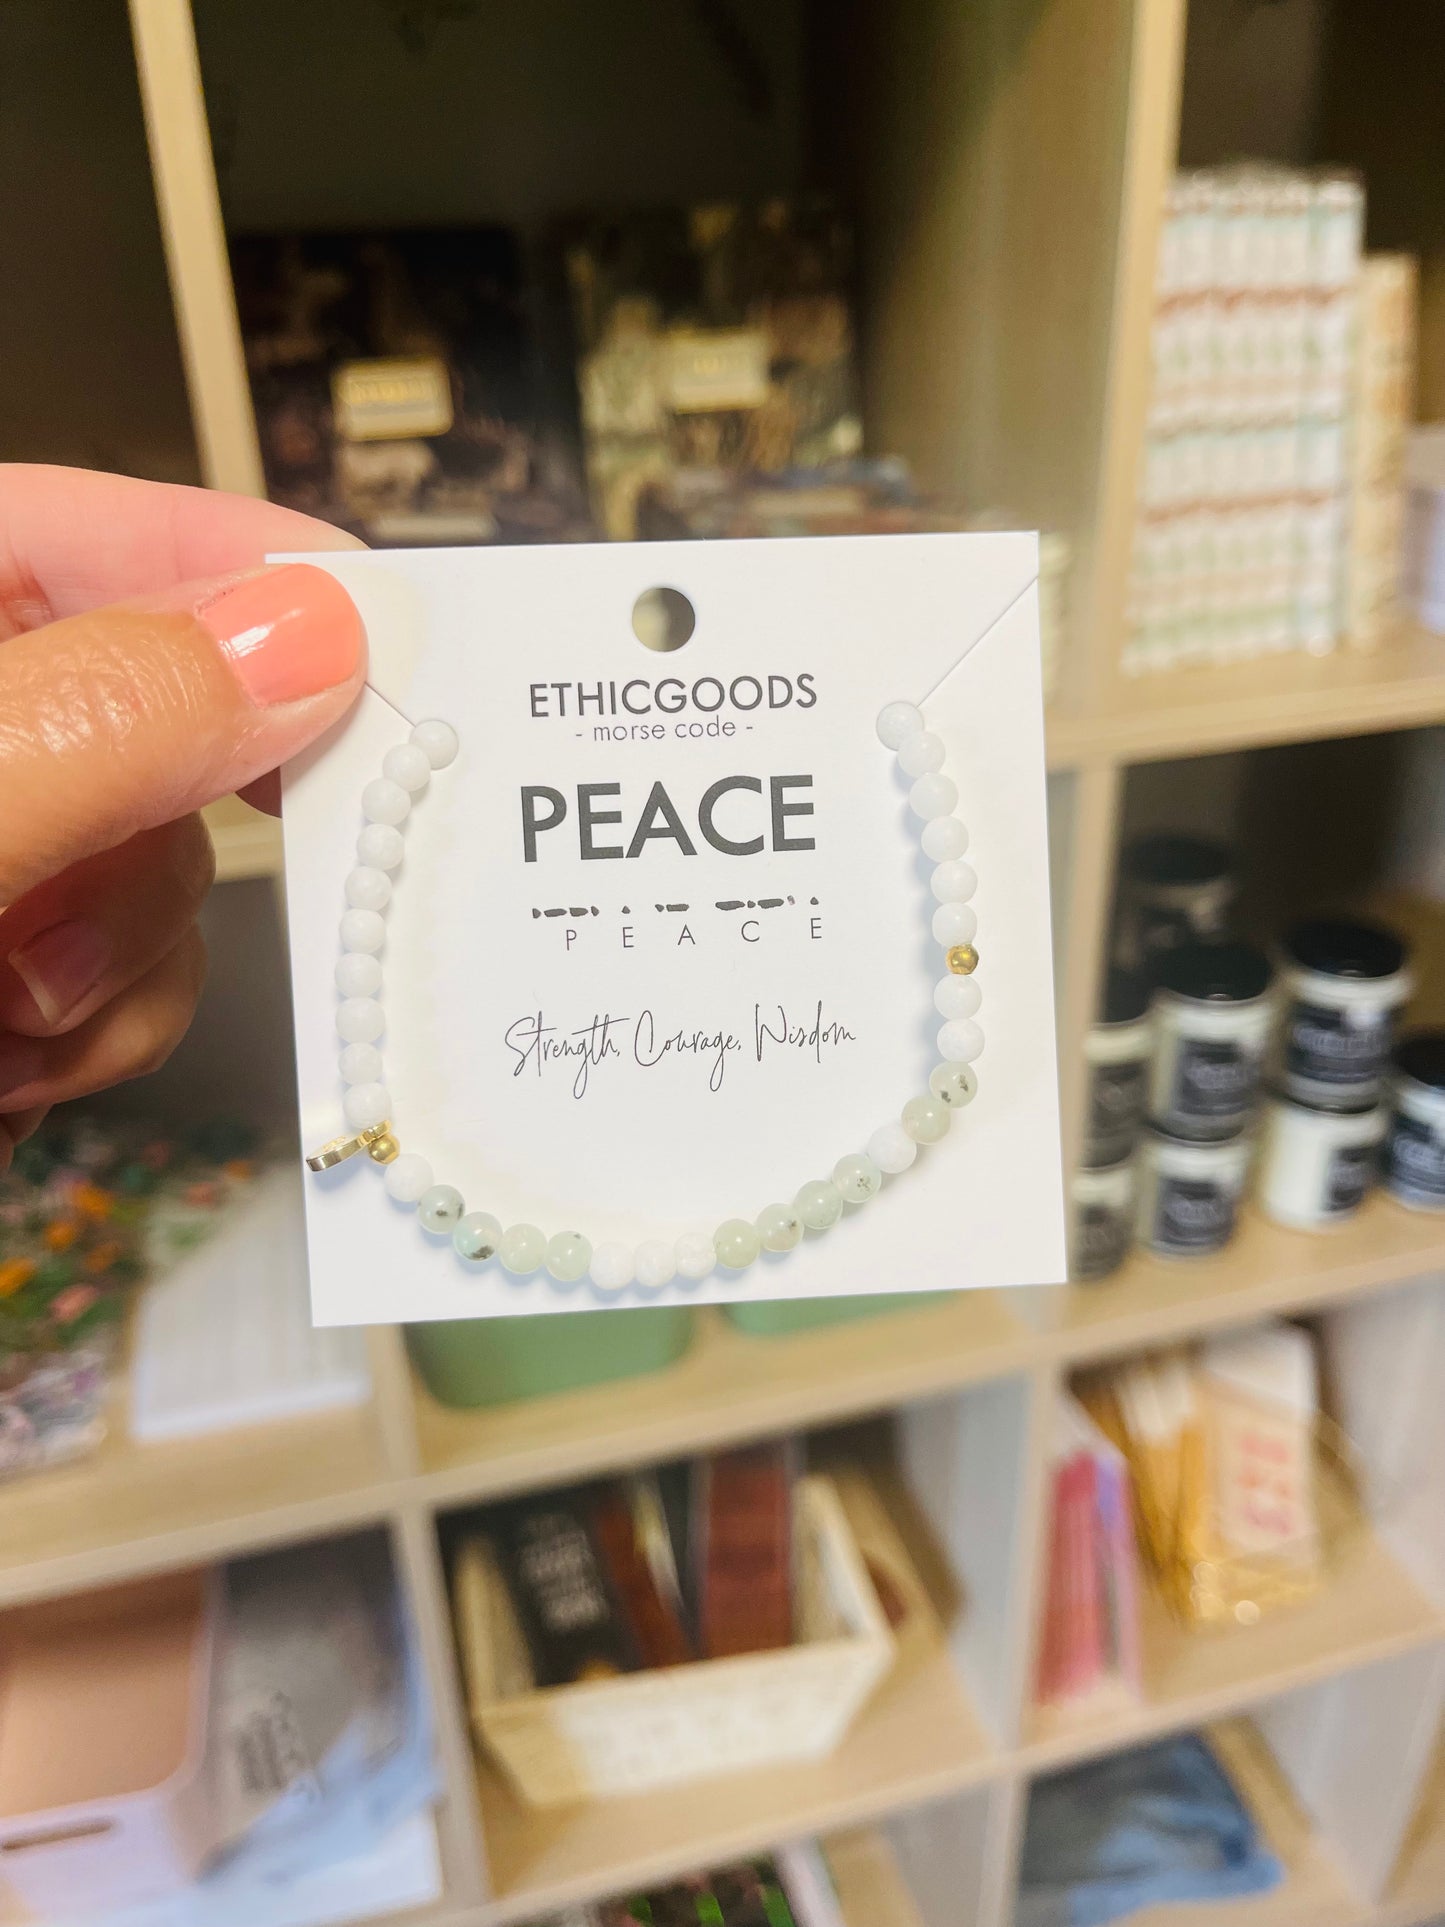 ETHICGOODS
- morse code -
PEACE
P E A C E
Strength, Courage, Wisdom